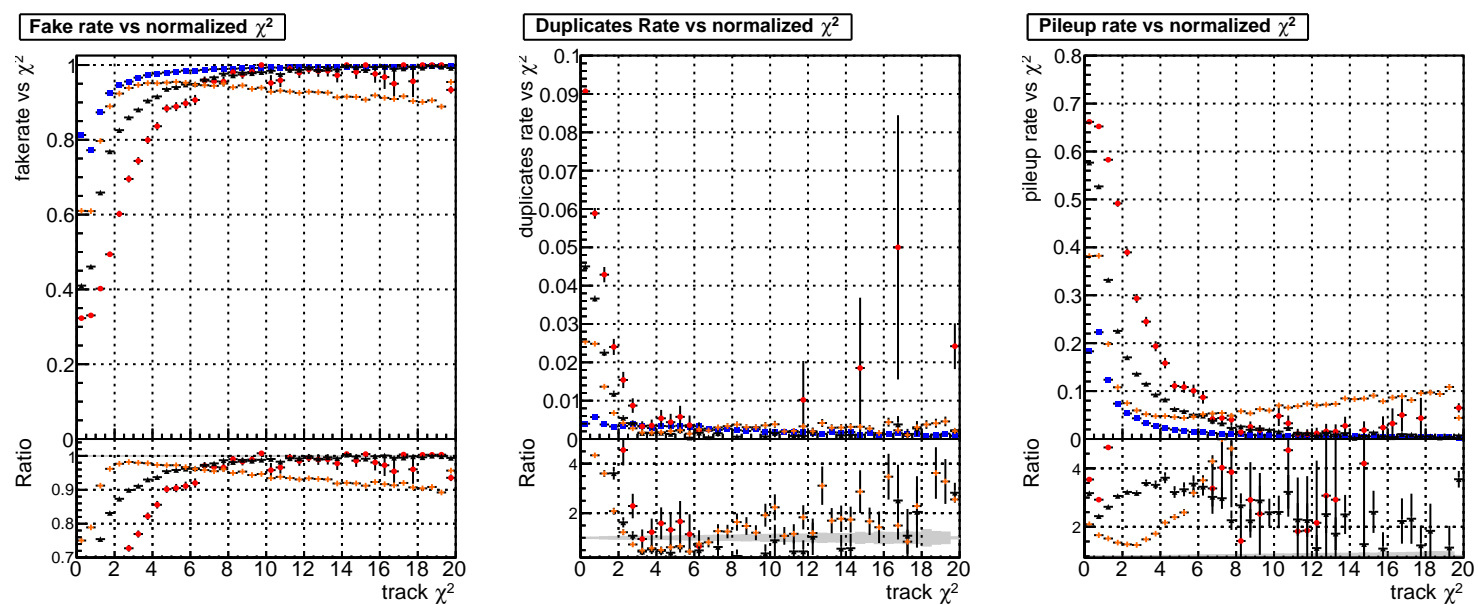 Fake rate vs normalized χ²
fakerate vs χ²
1
0.8
0.6
0.4
0.2
0
Ratio
1
0.9
0.8
0.7
0 2 4 6 8 10 12 14 16 18 20
track χ²
Duplicates Rate vs normalized χ²
duplicates rate vs χ²
0.1
0.09
0.08
0.07
0.06
0.05
0.04
0.03
0.02
0.01
0
Ratio
4
2
0 2 4 6 8 10 12 14 16 18 20
track χ²
Pileup rate vs normalized χ²
pileup rate vs χ²
0.8
0.7
0.6
0.5
0.4
0.3
0.2
0.1
0
Ratio
4
2
0 2 4 6 8 10 12 14 16 18 20
track χ²